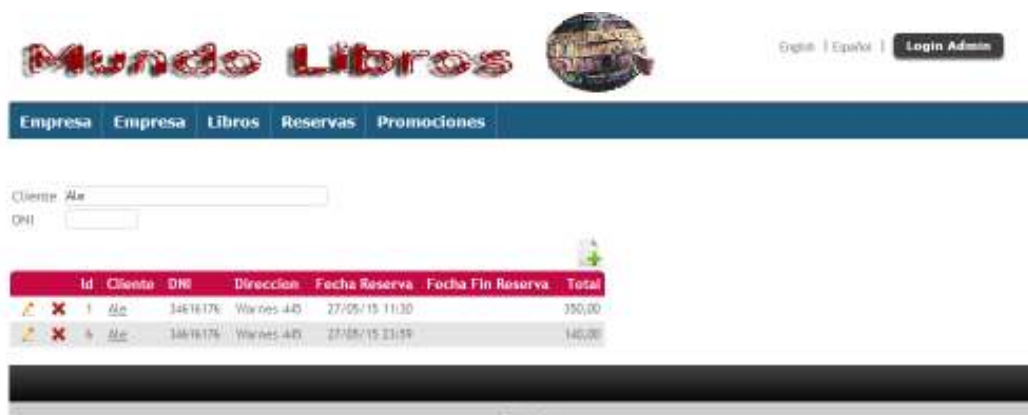 Mundo Libros
English | Español | Login Admin
Empresa Empresa Libros Reservas Promociones
Cliente Ale
DNI
Id Cliente DNI Direccion Fecha Reserva Fecha Fin Reserva Total
1 Ale 34616176 Warnes 445 27/05/15 11:30 350,00
6 Ale 34616176 Warnes 445 27/05/15 23:59 140,00